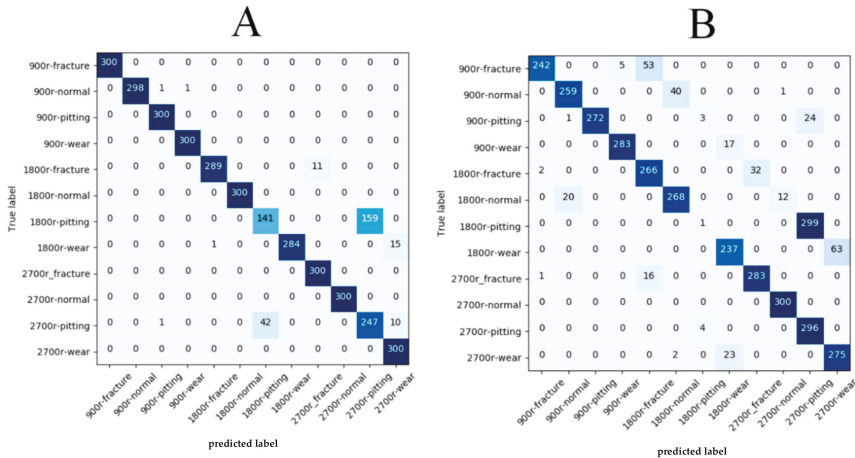 A
True label
900r-fracture 300 0 0 0 0 0 0 0 0 0 0 0
900r-normal 0 298 1 1 0 0 0 0 0 0 0 0
900r-pitting 0 0 300 0 0 0 0 0 0 0 0 0
900r-wear 0 0 0 300 0 0 0 0 0 0 0 0
1800r-fracture 0 0 0 0 289 0 0 0 11 0 0 0
1800r-normal 0 0 0 0 0 300 0 0 0 0 0 0
1800r-pitting 0 0 0 0 0 0 141 0 0 0 159 0
1800r-wear 0 0 0 0 1 0 0 284 0 0 0 15
2700r_fracture 0 0 0 0 0 0 0 0 300 0 0 0
2700r-normal 0 0 0 0 0 0 0 0 0 300 0 0
2700r-pitting 0 0 1 0 0 0 42 0 0 0 247 10
2700r-wear 0 0 0 0 0 0 0 0 0 0 0 300
900r-fracture 900r-normal 900r-pitting 900r-wear 1800r-fracture 1800r-normal 1800r-pitting 1800r-wear 2700r_fracture 2700r-normal 2700r-pitting 2700r-wear
predicted label
B
True label
900r-fracture 242 0 0 5 53 0 0 0 0 0 0 0
900r-normal 0 259 0 0 0 40 0 0 0 1 0 0
900r-pitting 0 1 272 0 0 0 3 0 0 0 24 0
900r-wear 0 0 0 283 0 0 0 17 0 0 0 0
1800r-fracture 2 0 0 0 266 0 0 0 32 0 0 0
1800r-normal 0 20 0 0 0 268 0 0 0 12 0 0
1800r-pitting 0 0 0 0 0 0 1 0 0 0 299 0
1800r-wear 0 0 0 0 0 0 0 237 0 0 0 63
2700r_fracture 1 0 0 0 16 0 0 0 283 0 0 0
2700r-normal 0 0 0 0 0 0 0 0 0 300 0 0
2700r-pitting 0 0 0 0 0 0 4 0 0 0 296 0
2700r-wear 0 0 0 0 0 2 0 23 0 0 0 275
900r-fracture 900r-normal 900r-pitting 900r-wear 1800r-fracture 1800r-normal 1800r-pitting 1800r-wear 2700r_fracture 2700r-normal 2700r-pitting 2700r-wear
predicted label